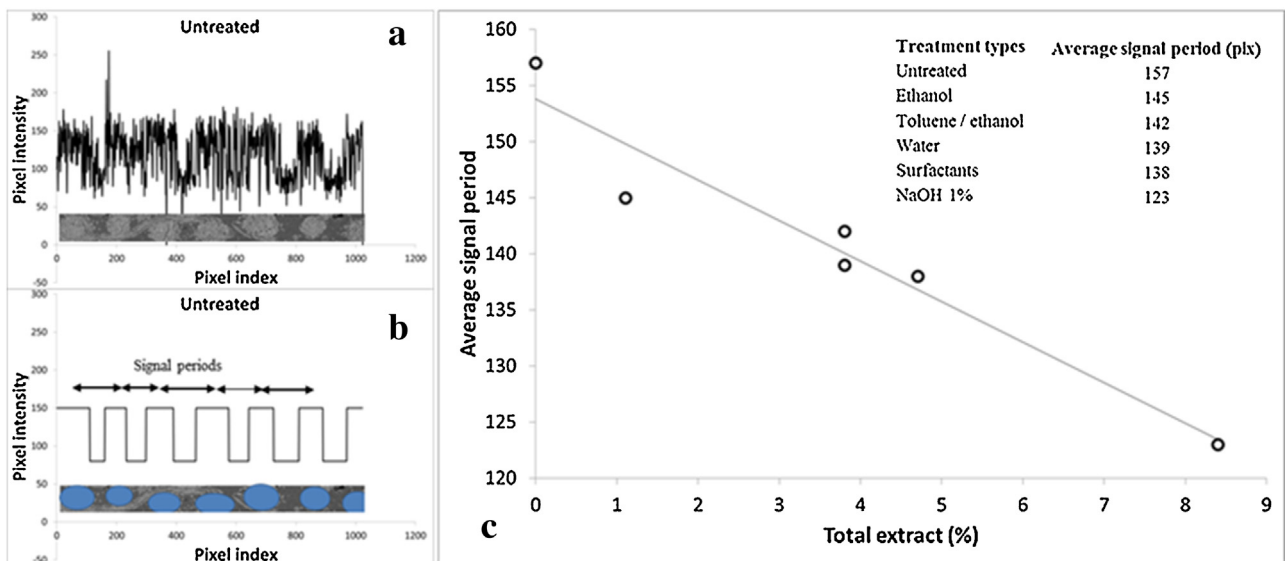 Untreated
a
300
250
200
150
100
50
0
-50
0 200 400 600 800 1000 1200
Pixel intensity
Pixel index
Untreated
b
300
250
200
150
100
50
0
-50
Signal periods
0 200 400 600 800 1000 1200
Pixel intensity
Pixel index
160
155
150
145
140
135
130
125
120
Average signal period
Treatment types Average signal period (pix)
Untreated 157
Ethanol 145
Toluene / ethanol 142
Water 139
Surfactants 138
NaOH 1% 123
0 1 2 3 4 5 6 7 8 9
c
Total extract (%)